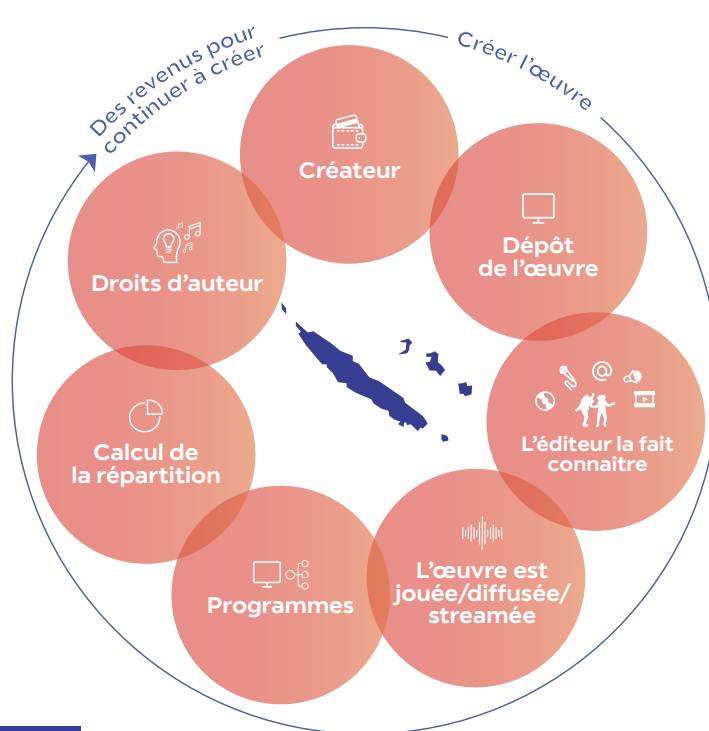 Des revenus pour
continuer à créer
Créer l'œuvre
Créateur
Dépôt
de l'œuvre
L'éditeur la fait
connaître
L'œuvre est
jouée/diffusée/
streamée
Programmes
Calcul de
la répartition
Droits d'auteur